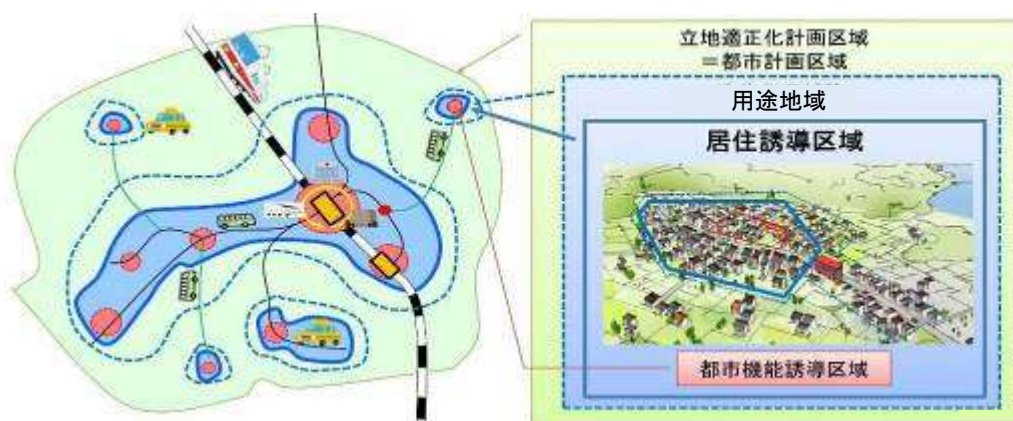 立地適正化計画区域
＝都市計画区域
用途地域
居住誘導区域
都市機能誘導区域